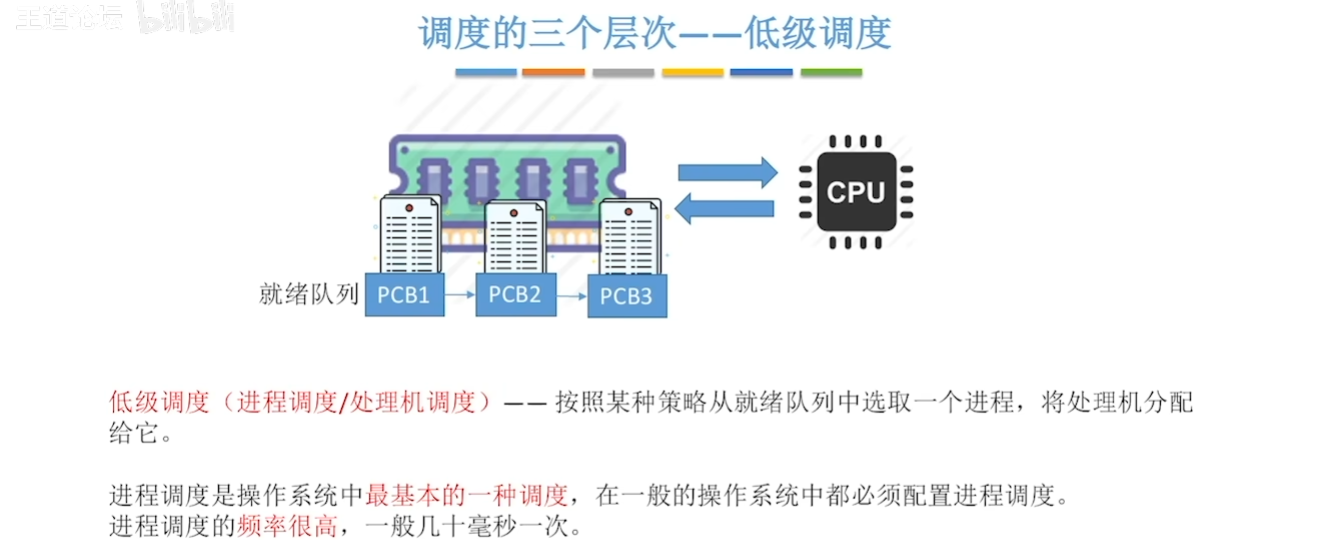 王道论坛 bilibili
调度的三个层次——低级调度
CPU
就绪队列 PCB1 PCB2 PCB3
低级调度（进程调度/处理机调度）—— 按照某种策略从就绪队列中选取一个进程，将处理机分配
给它。
进程调度是操作系统中最基本的一种调度，在一般的操作系统中都必须配置进程调度。
进程调度的频率很高，一般几十毫秒一次。